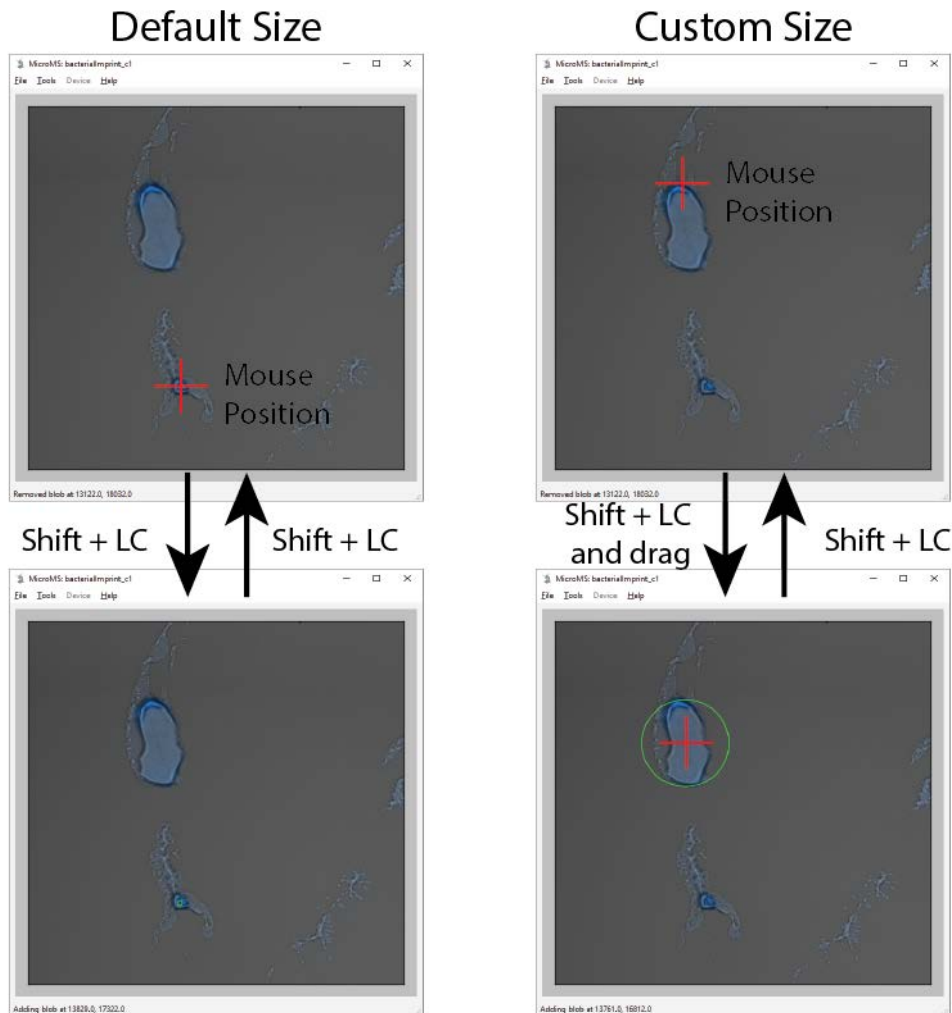 Default Size
Custom Size
MicroMS: bacterialImprint_c1
File Tools Device Help
Mouse
Position
Removed blob at 13122.0, 18032.0
MicroMS: bacterialImprint_c1
File Tools Device Help
Mouse
Position
Removed blob at 13122.0, 18032.0
Shift + LC
Shift + LC
Shift + LC
and drag
Shift + LC
MicroMS: bacterialImprint_c1
File Tools Device Help
Adding blob at 13829.0, 17322.0
MicroMS: bacterialImprint_c1
File Tools Device Help
Adding blob at 13761.0, 16812.0